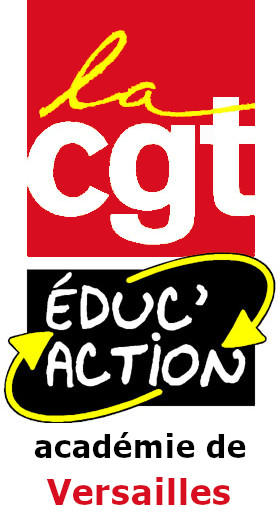 la
cgt
ÉDUC'
ACTION
académie de
Versailles